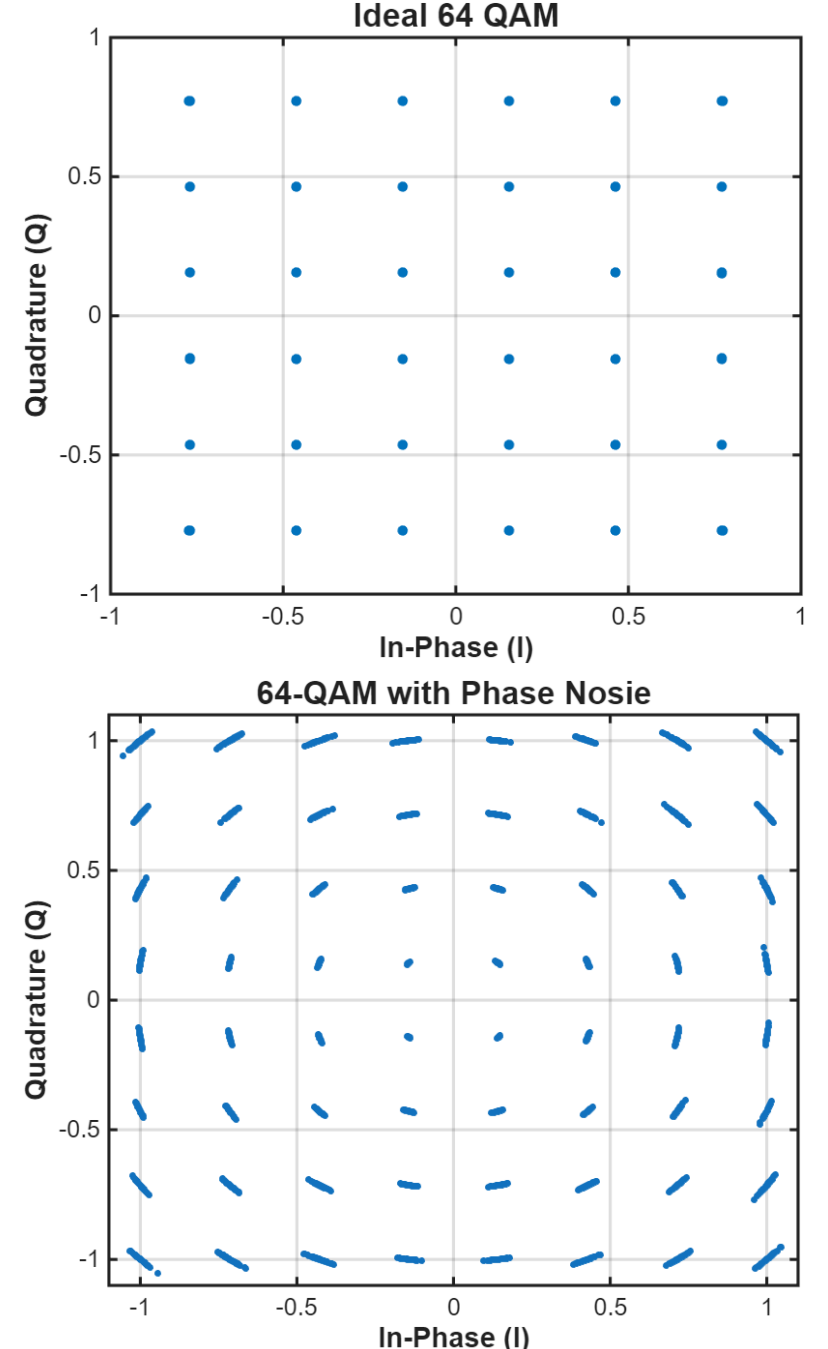 Ideal 64 QAM
1
0.5
0
-0.5
-1
Quadrature (Q)
-1 -0.5 0 0.5 1
In-Phase (I)
64-QAM with Phase Nosie
1
0.5
0
-0.5
-1
Quadrature (Q)
-1 -0.5 0 0.5 1
In-Phase (I)